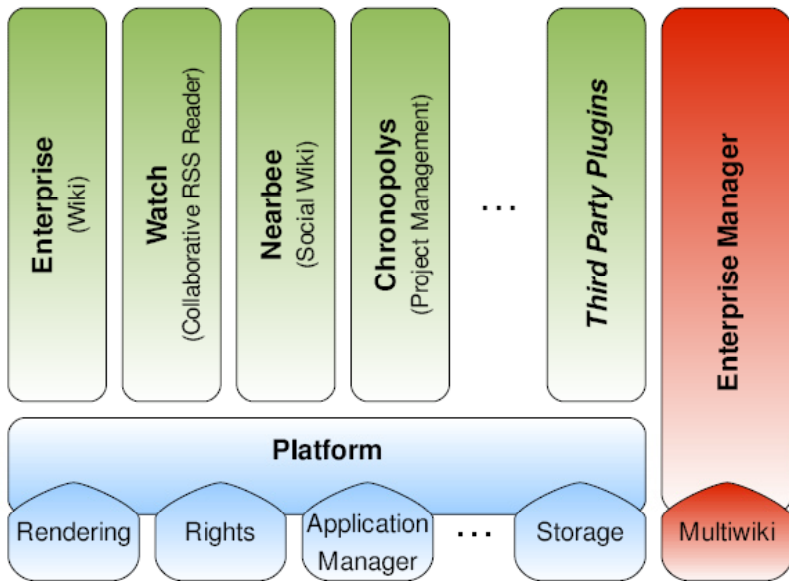 Enterprise
(Wiki)
Watch
(Collaborative RSS Reader)
Nearbee
(Social Wiki)
Chronopolys
(Project Management)
...
Third Party Plugins
Enterprise Manager
Platform
Rendering
Rights
Application
Manager
...
Storage
Multiwiki